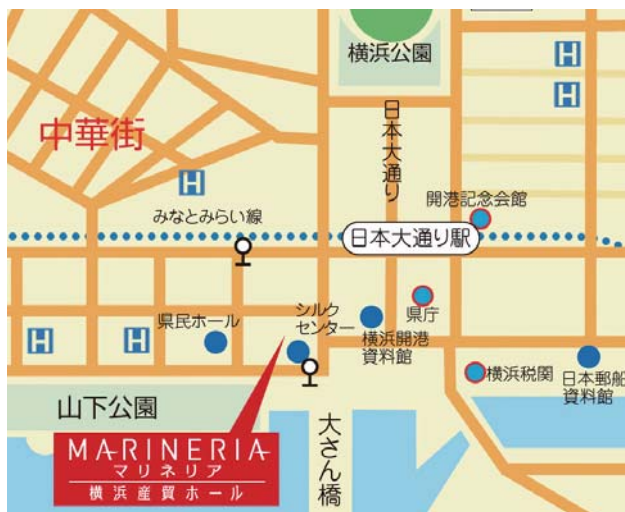 横浜公園
H
H
日本大通り
中華街
H
開港記念会館
みなとみらい線
日本大通り駅
シルク
センター
県庁
県民ホール
横浜開港
資料館
H
H
横浜税関
日本郵船
資料館
山下公園
大さん橋
MARINERIA
マリネリア
横浜産貿ホール